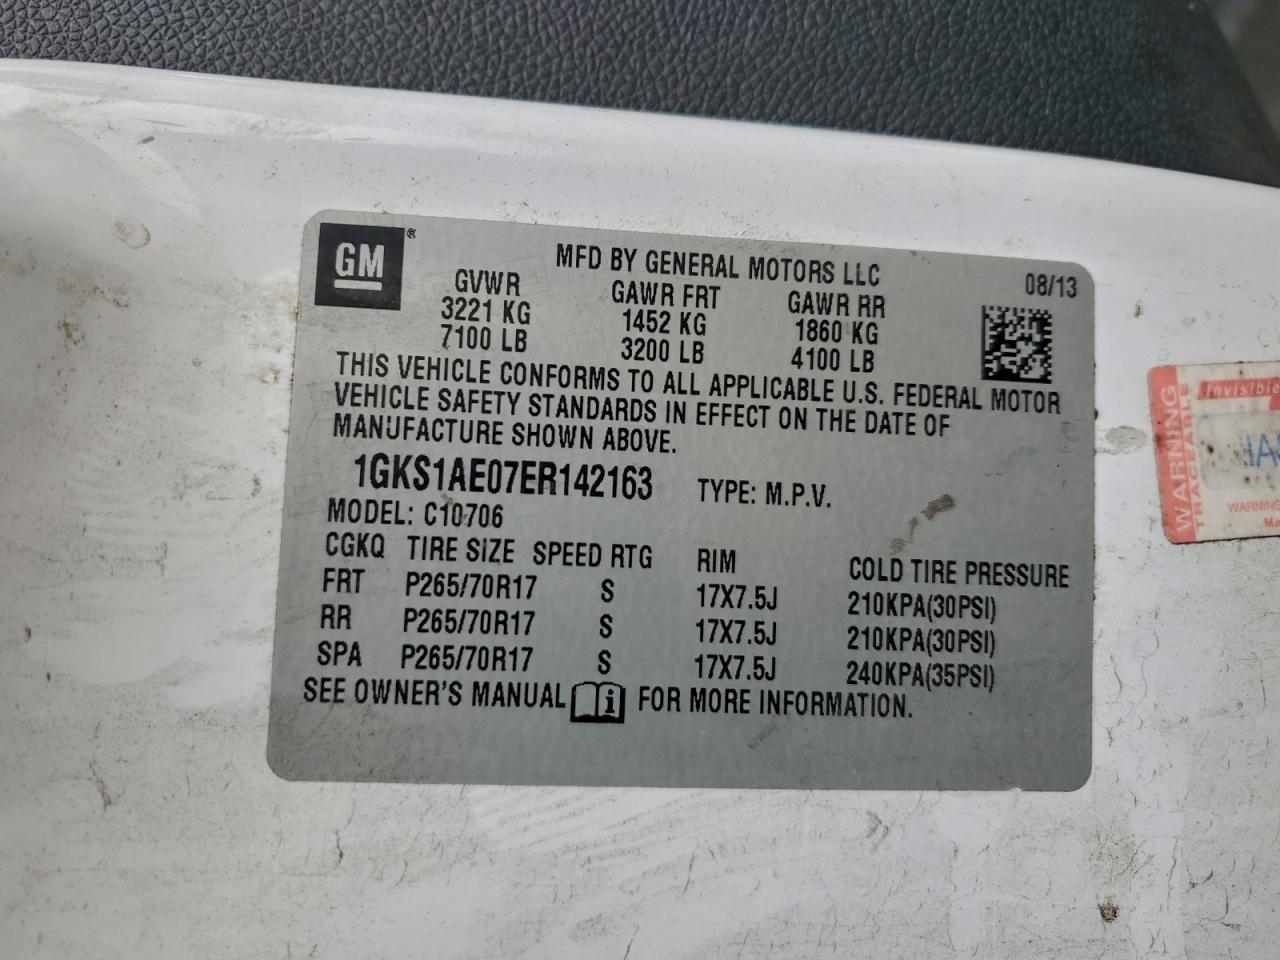 GM®
MFD BY GENERAL MOTORS LLC
08/13
GVWR GAWR FRT GAWR RR
3221 KG 1452 KG 1860 KG
7100 LB 3200 LB 4100 LB
THIS VEHICLE CONFORMS TO ALL APPLICABLE U.S. FEDERAL MOTOR
VEHICLE SAFETY STANDARDS IN EFFECT ON THE DATE OF
MANUFACTURE SHOWN ABOVE.
1GKS1AE07ER142163 TYPE: M.P.V.
MODEL: C10706
CGKQ TIRE SIZE SPEED RTG RIM COLD TIRE PRESSURE
FRT P265/70R17 S 17X7.5J 210KPA(30PSI)
RR P265/70R17 S 17X7.5J 210KPA(30PSI)
SPA P265/70R17 S 17X7.5J 240KPA(35PSI)
SEE OWNER'S MANUAL FOR MORE INFORMATION.
WARNING
TRACEABLE
Invisible
WARNING